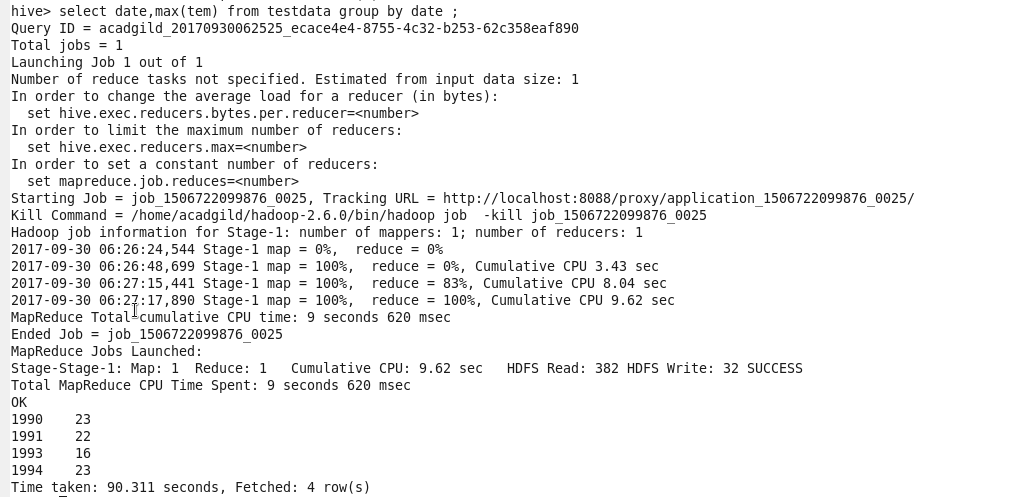 hive> select date,max(tem) from testdata group by date ;
Query ID = acadgild_20170930062525_ecace4e4-8755-4c32-b253-62c358eaf890
Total jobs = 1
Launching Job 1 out of 1
Number of reduce tasks not specified. Estimated from input data size: 1
In order to change the average load for a reducer (in bytes):
  set hive.exec.reducers.bytes.per.reducer=<number>
In order to limit the maximum number of reducers:
  set hive.exec.reducers.max=<number>
In order to set a constant number of reducers:
  set mapreduce.job.reduces=<number>
Starting Job = job_1506722099876_0025, Tracking URL = http://localhost:8088/proxy/application_1506722099876_0025/
Kill Command = /home/acadgild/hadoop-2.6.0/bin/hadoop job  -kill job_1506722099876_0025
Hadoop job information for Stage-1: number of mappers: 1; number of reducers: 1
2017-09-30 06:26:24,544 Stage-1 map = 0%,  reduce = 0%
2017-09-30 06:26:48,699 Stage-1 map = 100%,  reduce = 0%, Cumulative CPU 3.43 sec
2017-09-30 06:27:15,441 Stage-1 map = 100%,  reduce = 83%, Cumulative CPU 8.04 sec
2017-09-30 06:27:17,890 Stage-1 map = 100%,  reduce = 100%, Cumulative CPU 9.62 sec
MapReduce Total cumulative CPU time: 9 seconds 620 msec
Ended Job = job_1506722099876_0025
MapReduce Jobs Launched:
Stage-Stage-1: Map: 1  Reduce: 1   Cumulative CPU: 9.62 sec   HDFS Read: 382 HDFS Write: 32 SUCCESS
Total MapReduce CPU Time Spent: 9 seconds 620 msec
OK
1990    23
1991    22
1993    16
1994    23
Time taken: 90.311 seconds, Fetched: 4 row(s)